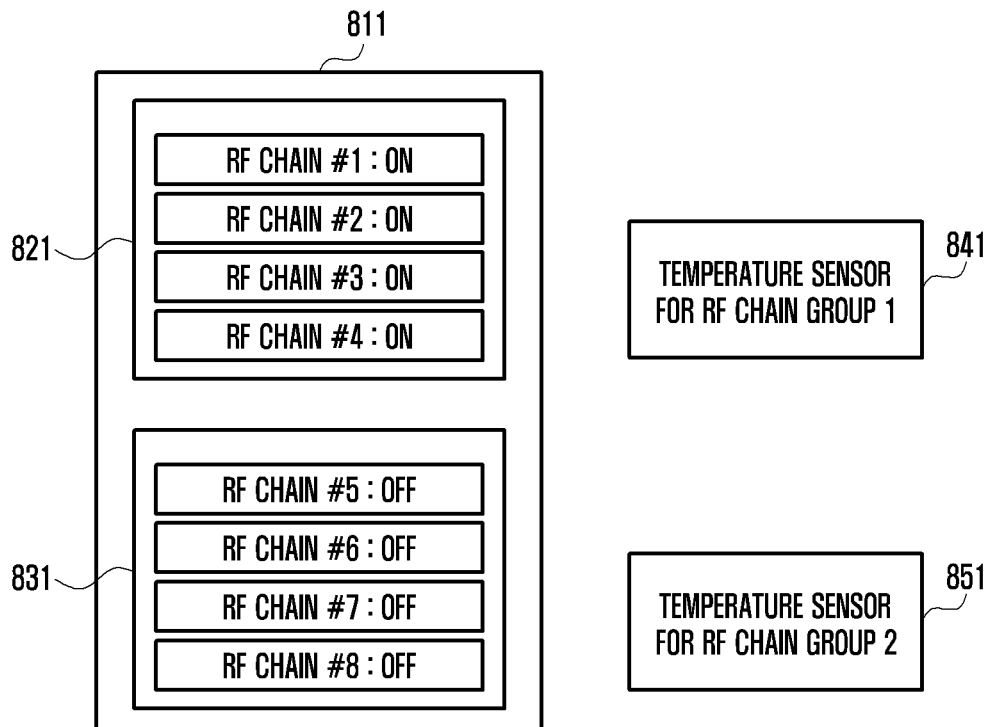 811
RF CHAIN #1 : ON
RF CHAIN #2 : ON
RF CHAIN #3 : ON
RF CHAIN #4 : ON
821
TEMPERATURE SENSOR
FOR RF CHAIN GROUP 1
841
RF CHAIN #5 : OFF
RF CHAIN #6 : OFF
RF CHAIN #7 : OFF
RF CHAIN #8 : OFF
831
TEMPERATURE SENSOR
FOR RF CHAIN GROUP 2
851